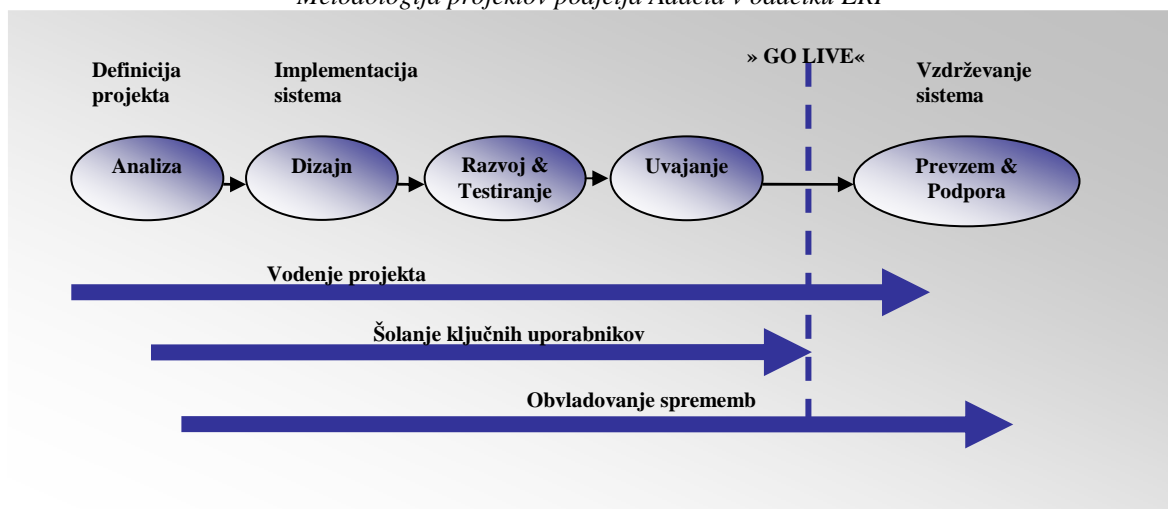 Metodologija projektov podjetja Adacta v oddelku ERP
» GO LIVE«
Definicija
projekta
Implementacija
sistema
Vzdrževanje
sistema
Analiza
Dizajn
Razvoj &
Testiranje
Uvajanje
Prevzem &
Podpora
Vodenje projekta
Šolanje ključnih uporabnikov
Obvladovanje sprememb